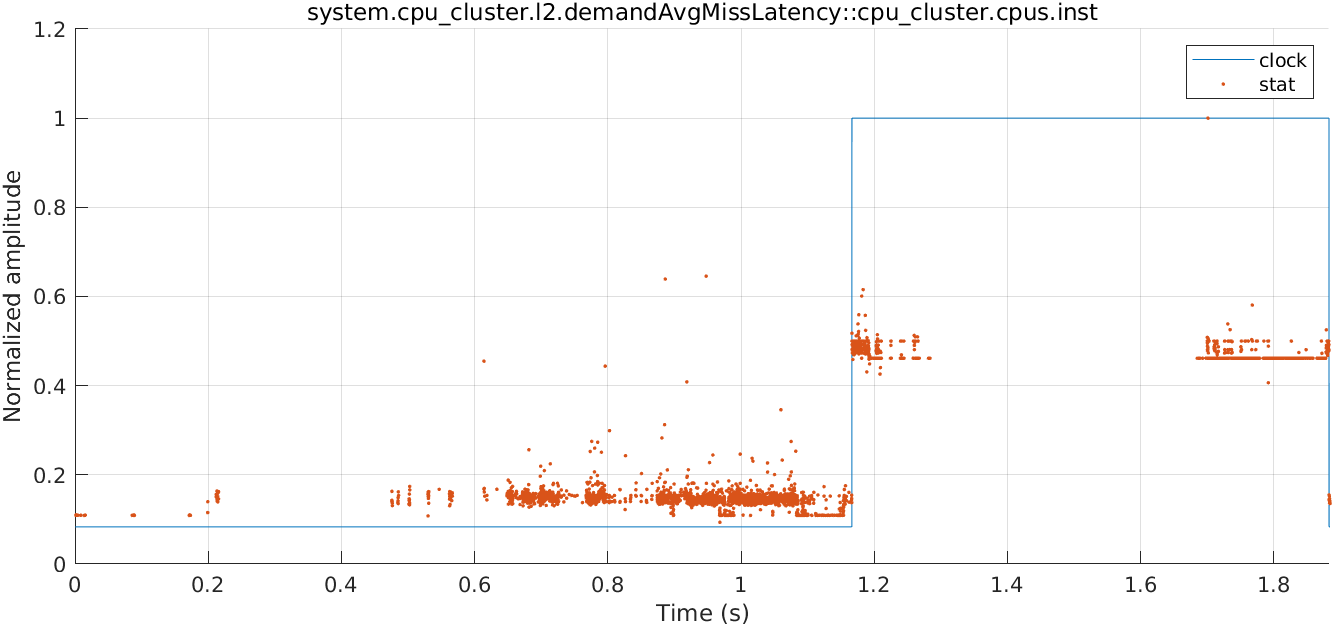 system.cpu_cluster.l2.demandAvgMissLatency::cpu_cluster.cpus.inst
1.2
1
0.8
0.6
0.4
0.2
0
Normalized amplitude
clock
stat
0 0.2 0.4 0.6 0.8 1 1.2 1.4 1.6 1.8
Time (s)